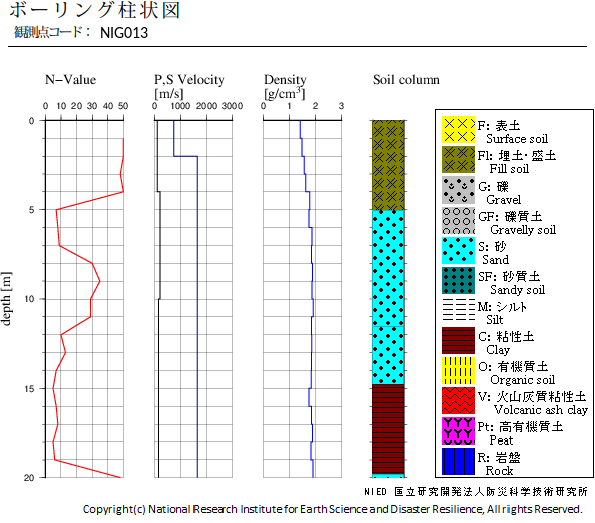 ボーリング柱状図
観測点コード： NIG013
N−Value
P,S Velocity
[m/s]
Density
[g/cm³]
Soil column
0 10 20 30 40 50
0 1000 2000 3000
0 1 2 3
0
5
10
15
20
depth [m]
F: 表土
Surface soil
Fl: 埋土・盛土
Fill soil
G: 礫
Gravel
GF: 礫質土
Gravelly soil
S: 砂
Sand
SF: 砂質土
Sandy soil
M: シルト
Silt
C: 粘性土
Clay
O: 有機質土
Organic soil
V: 火山灰質粘性土
Volcanic ash clay
Pt: 高有機質土
Peat
R: 岩盤
Rock
NIED 国立研究開発法人防災科学技術研究所
Copyright(c) National Research Institute for Earth Science and Disaster Resilience, All rights Reserved.